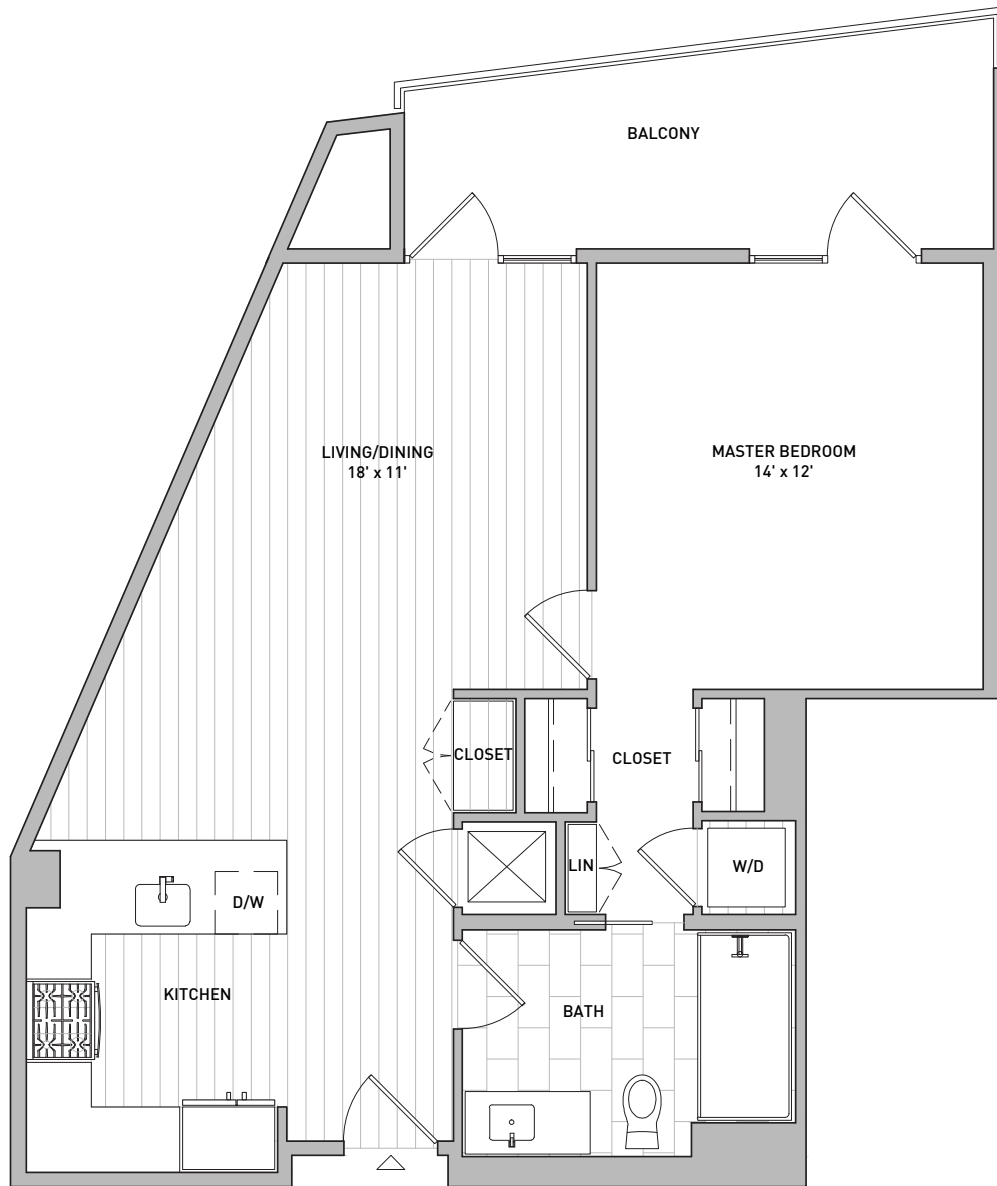 BALCONY
LIVING/DINING
18' x 11'
MASTER BEDROOM
14' x 12'
CLOSET
CLOSET
LIN
W/D
D/W
KITCHEN
BATH